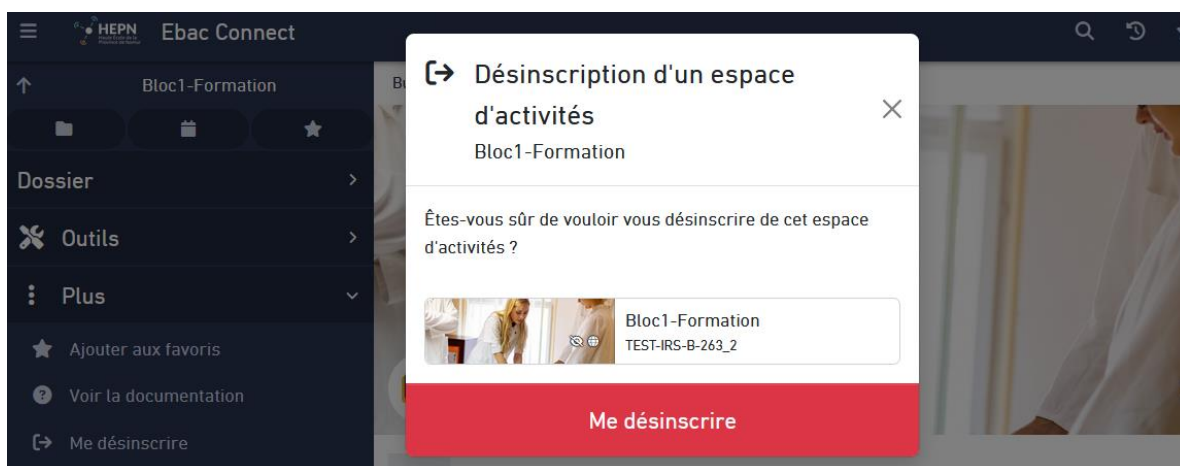 HEPN
Ebac Connect
Bloc1-Formation
Dossier
Outils
Plus
Ajouter aux favoris
Voir la documentation
Me désinscrire
Désinscription d'un espace
d'activités
Bloc1-Formation
Êtes-vous sûr de vouloir vous désinscrire de cet espace
d'activités ?
Bloc1-Formation
TEST-IRS-B-263_2
Me désinscrire